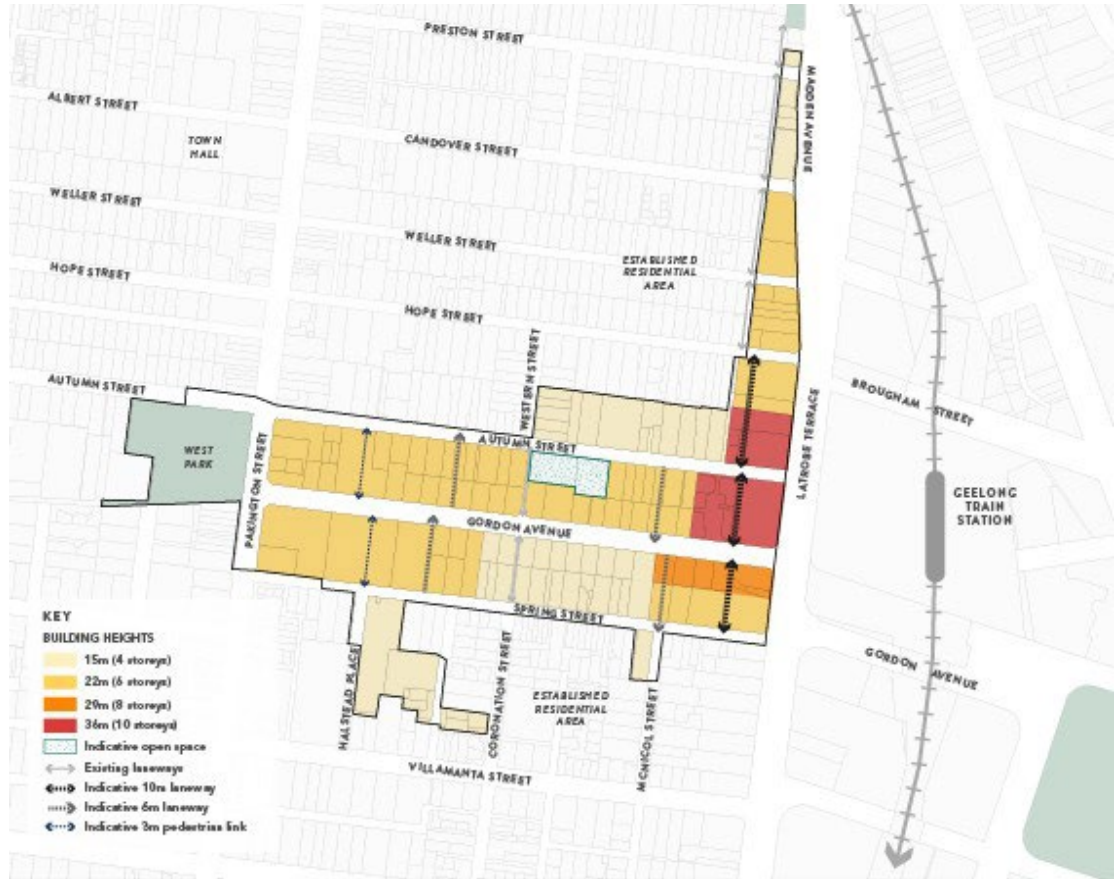 PRESTON STREET
MADDEN AVENUE
ALBERT STREET
TOWN
HALL
CANDOVER STREET
WELLER STREET
WELLER STREET
ESTABLISHED
RESIDENTIAL
AREA
HOPE STREET
HOPE STREET
WESTERN STREET
AUTUMN STREET
BROUGHAM STREET
LATROBE TERRACE
AUTUMN STREET
WEST
PARK
PAKINGTON STREET
GEELONG
TRAIN
STATION
GORDON AVENUE
SPRING STREET
GORDON AVENUE
HALSTEAD PLACE
CORONATION STREET
ESTABLISHED
RESIDENTIAL
AREA
MCNICOL STREET
VILLAMANTA STREET
KEY
BUILDING HEIGHTS
15m (4 storeys)
22m (6 storeys)
29m (8 storeys)
36m (10 storeys)
Indicative open space
Existing laneways
Indicative 10m laneway
Indicative 6m laneway
Indicative 3m pedestrian link